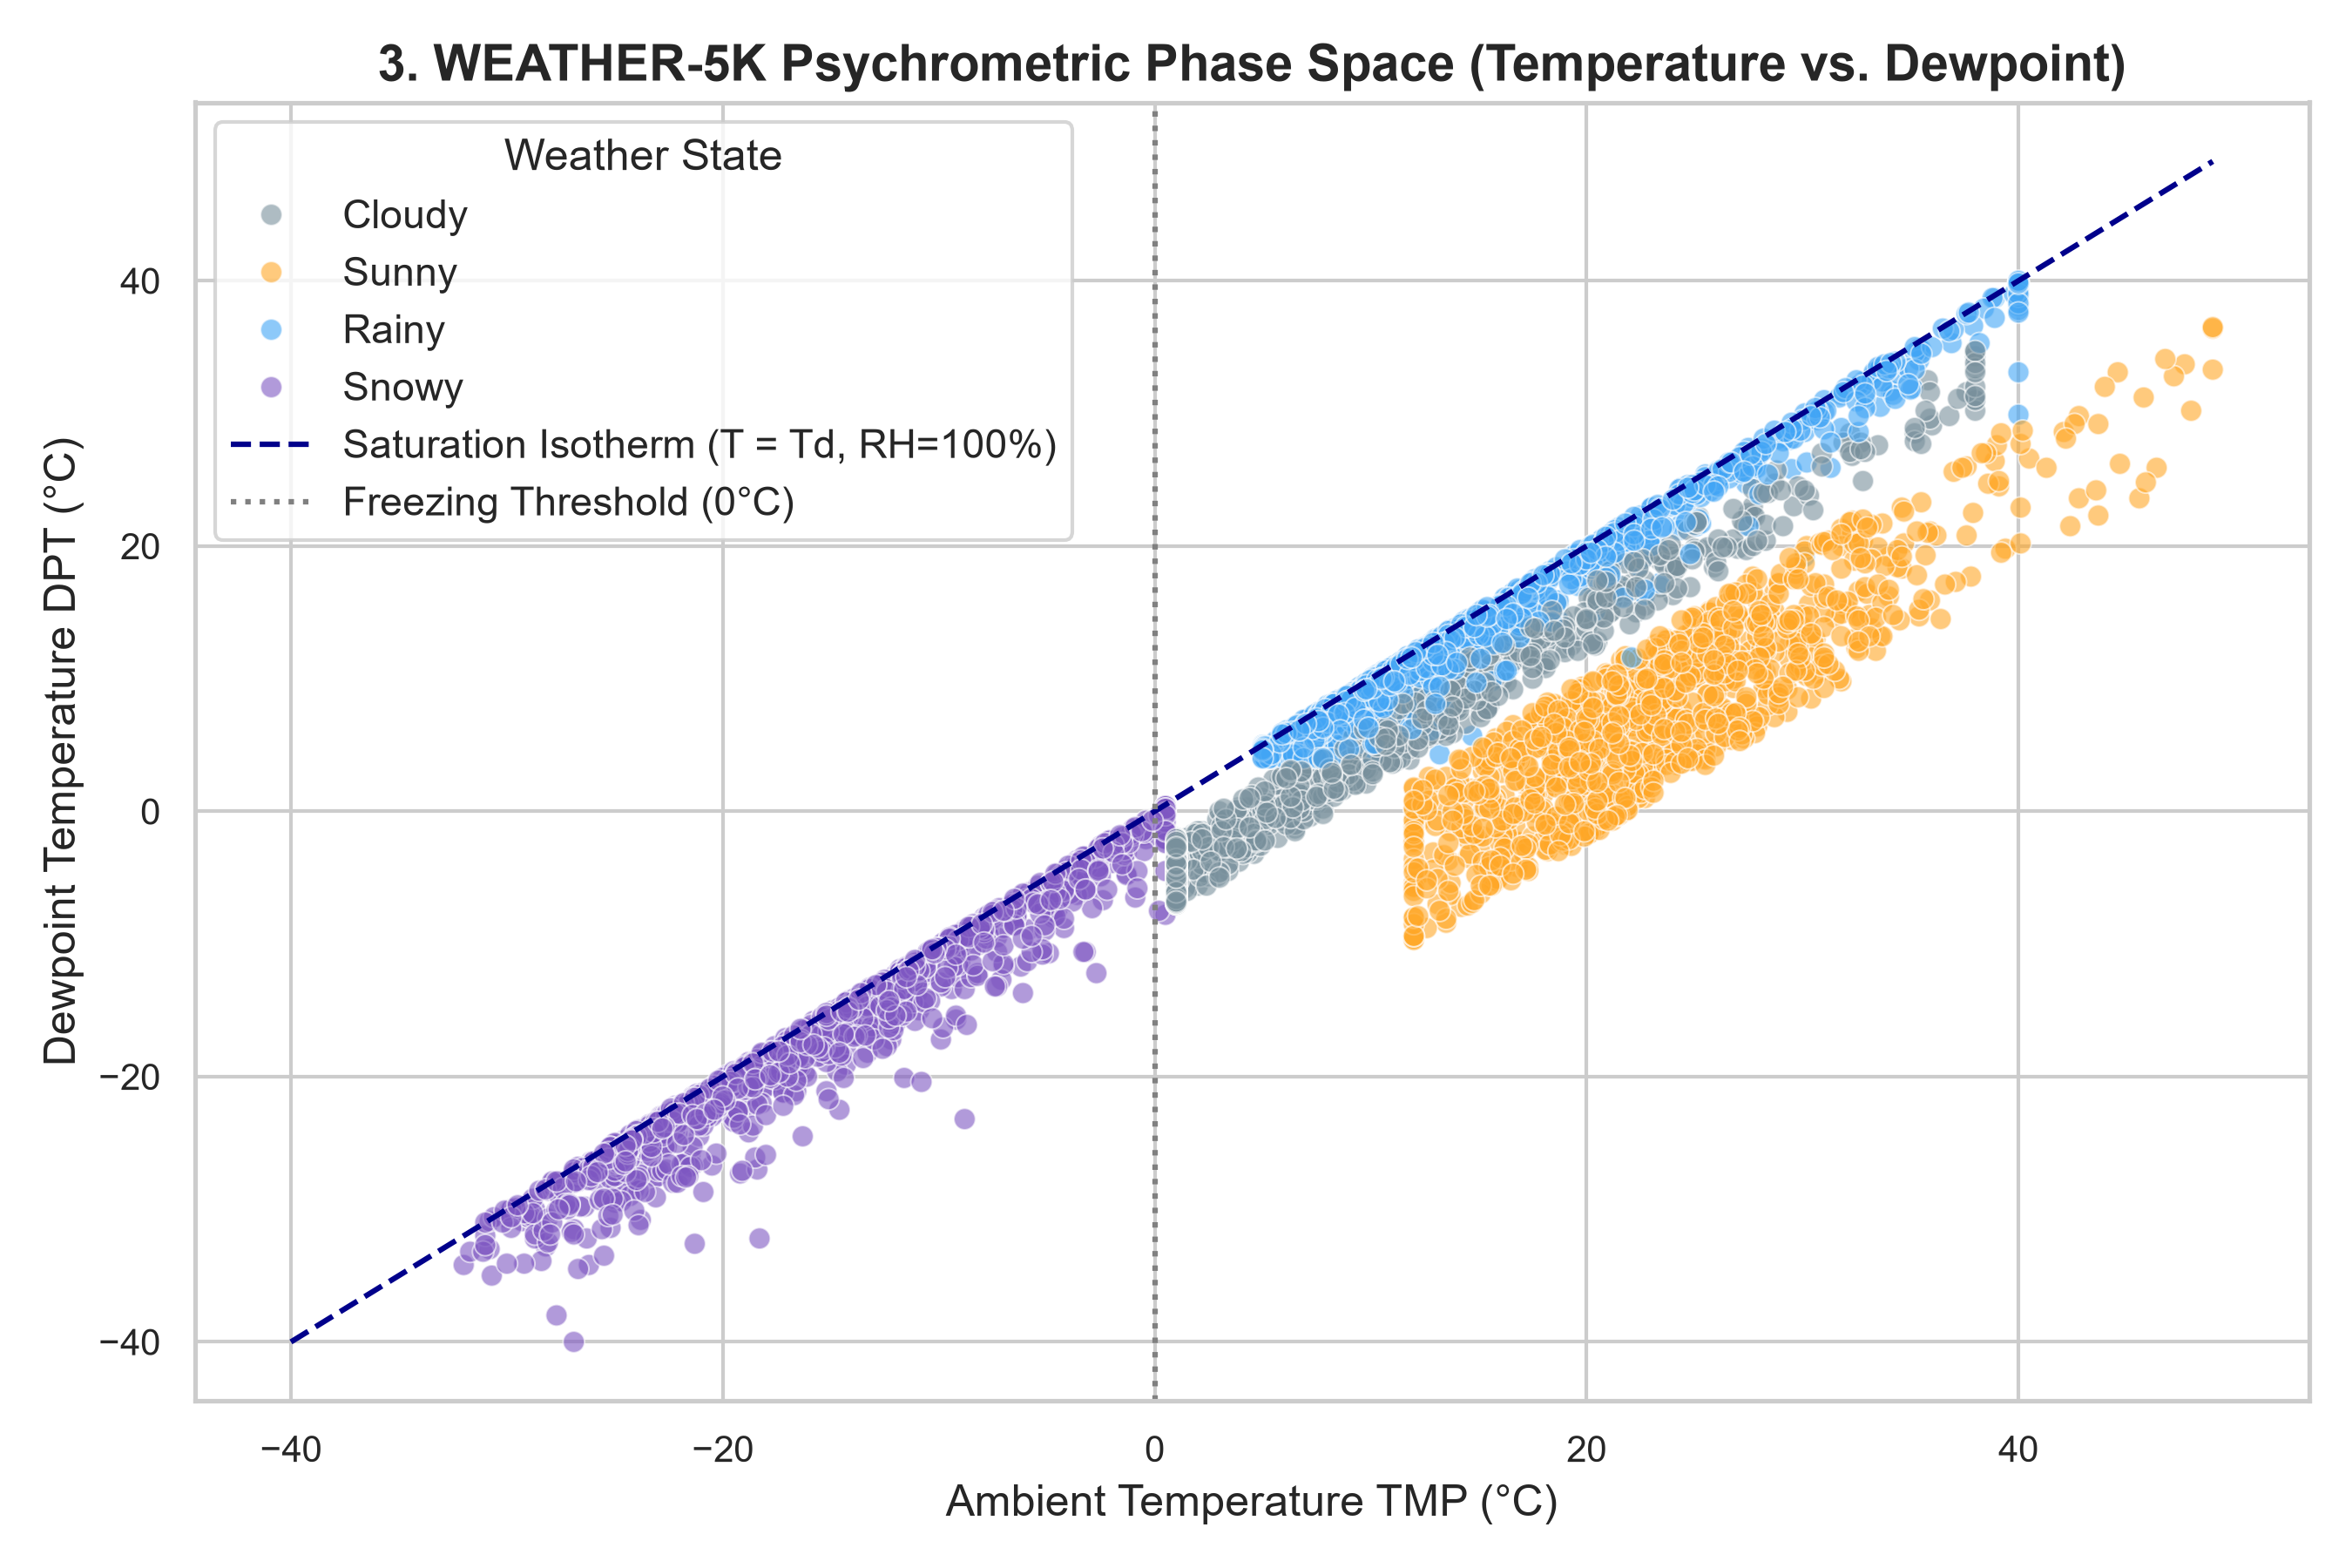 3. WEATHER-5K Psychrometric Phase Space (Temperature vs. Dewpoint)
Weather State
Cloudy
Sunny
Rainy
Snowy
Saturation Isotherm (T = Td, RH=100%)
Freezing Threshold (0°C)
Dewpoint Temperature DPT (°C)
40
20
0
−20
−40
−40
−20
0
20
40
Ambient Temperature TMP (°C)